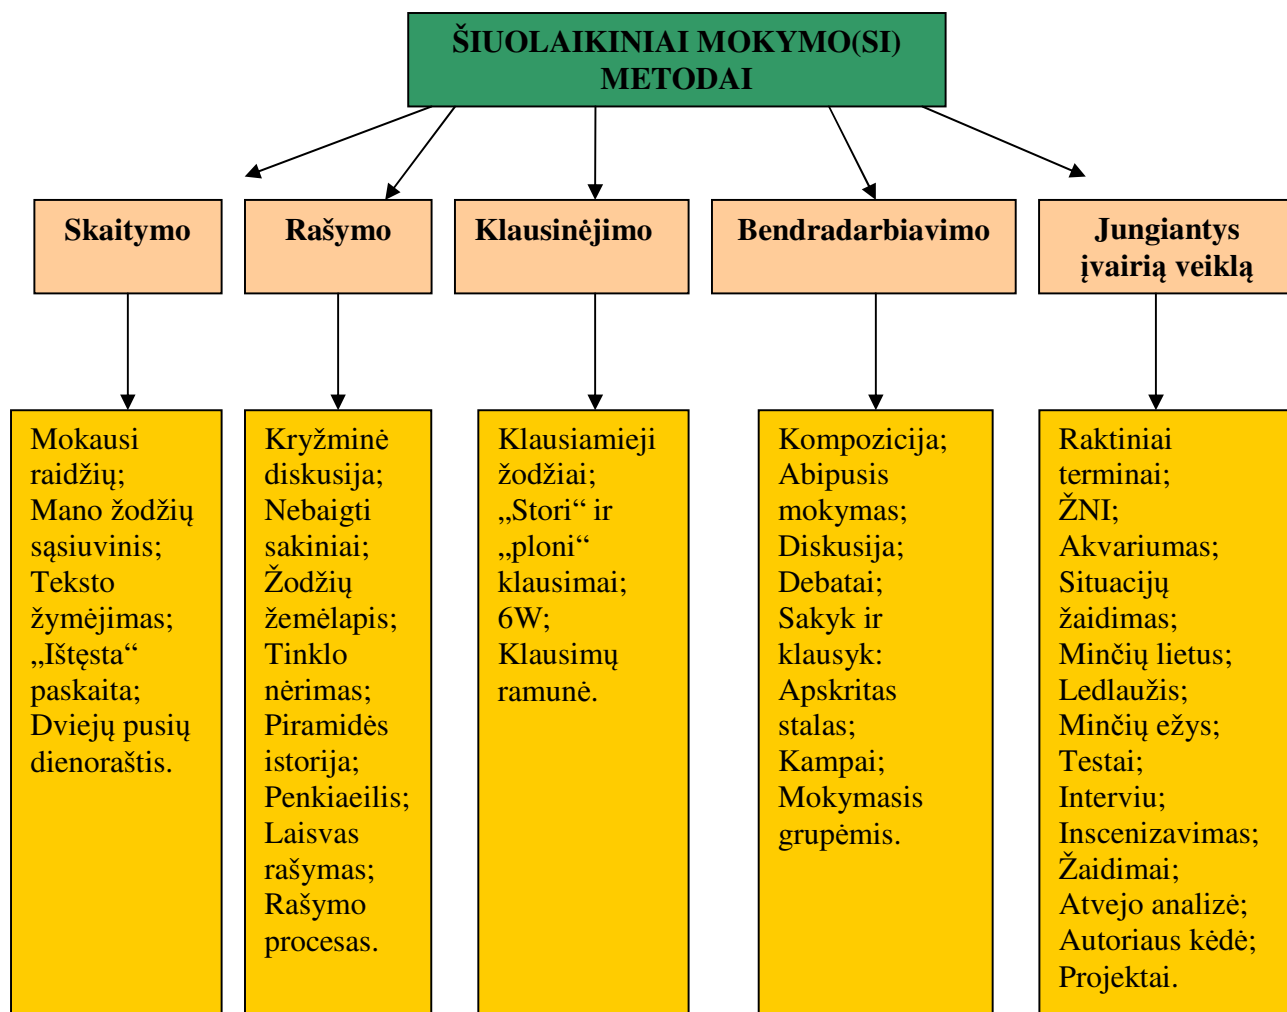 ŠIUOLAIKINIAI MOKYMO(SI)
METODAI
Skaitymo
Rašymo
Klausinėjimo
Bendradarbiavimo
Jungiantys
įvairią veiklą
Mokausi
raidžių;
Mano žodžių
sąsiuvinis;
Teksto
žymėjimas;
„Ištęsta“
paskaita;
Dviejų pusių
dienoraštis.
Kryžminė
diskusija;
Nebaigti
sakiniai;
Žodžių
žemėlapis;
Tinklo
nėrimas;
Piramidės
istorija;
Penkiaeilis;
Laisvas
rašymas;
Rašymo
procesas.
Klausiamieji
žodžiai;
„Stori“ ir
„ploni“
klausimai;
6W;
Klausimų
ramunė.
Kompozicija;
Abipusis
mokymas;
Diskusija;
Debatai;
Sakyk ir
klausyk:
Apskritas
stalas;
Kampai;
Mokymasis
grupėmis.
Raktiniai
terminai;
ŽNI;
Akvariumas;
Situacijų
žaidimas;
Minčių lietus;
Ledlaužis;
Minčių ežys;
Testai;
Interviu;
Inscenizavimas;
Žaidimai;
Atvejo analizė;
Autoriaus kėdė;
Projektai.